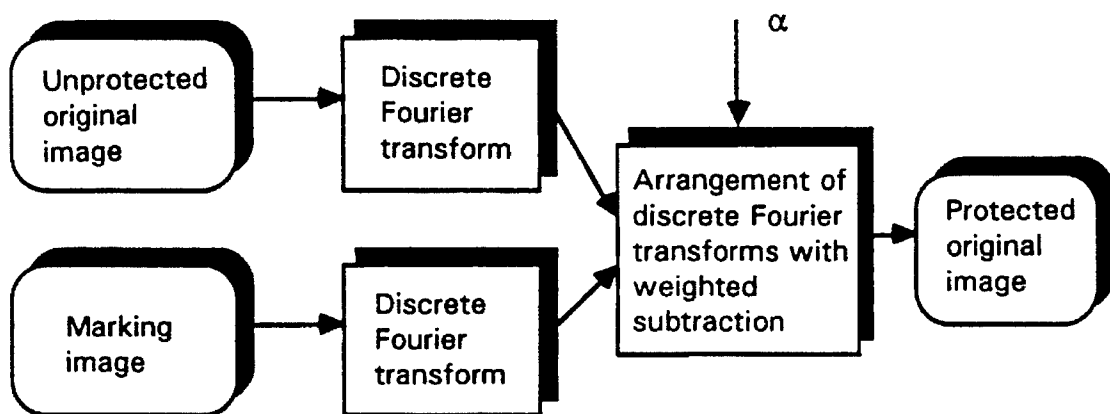 α
Unprotected
original
image
Discrete
Fourier
transform
Arrangement of
discrete Fourier
transforms with
weighted
subtraction
Protected
original
image
Marking
image
Discrete
Fourier
transform